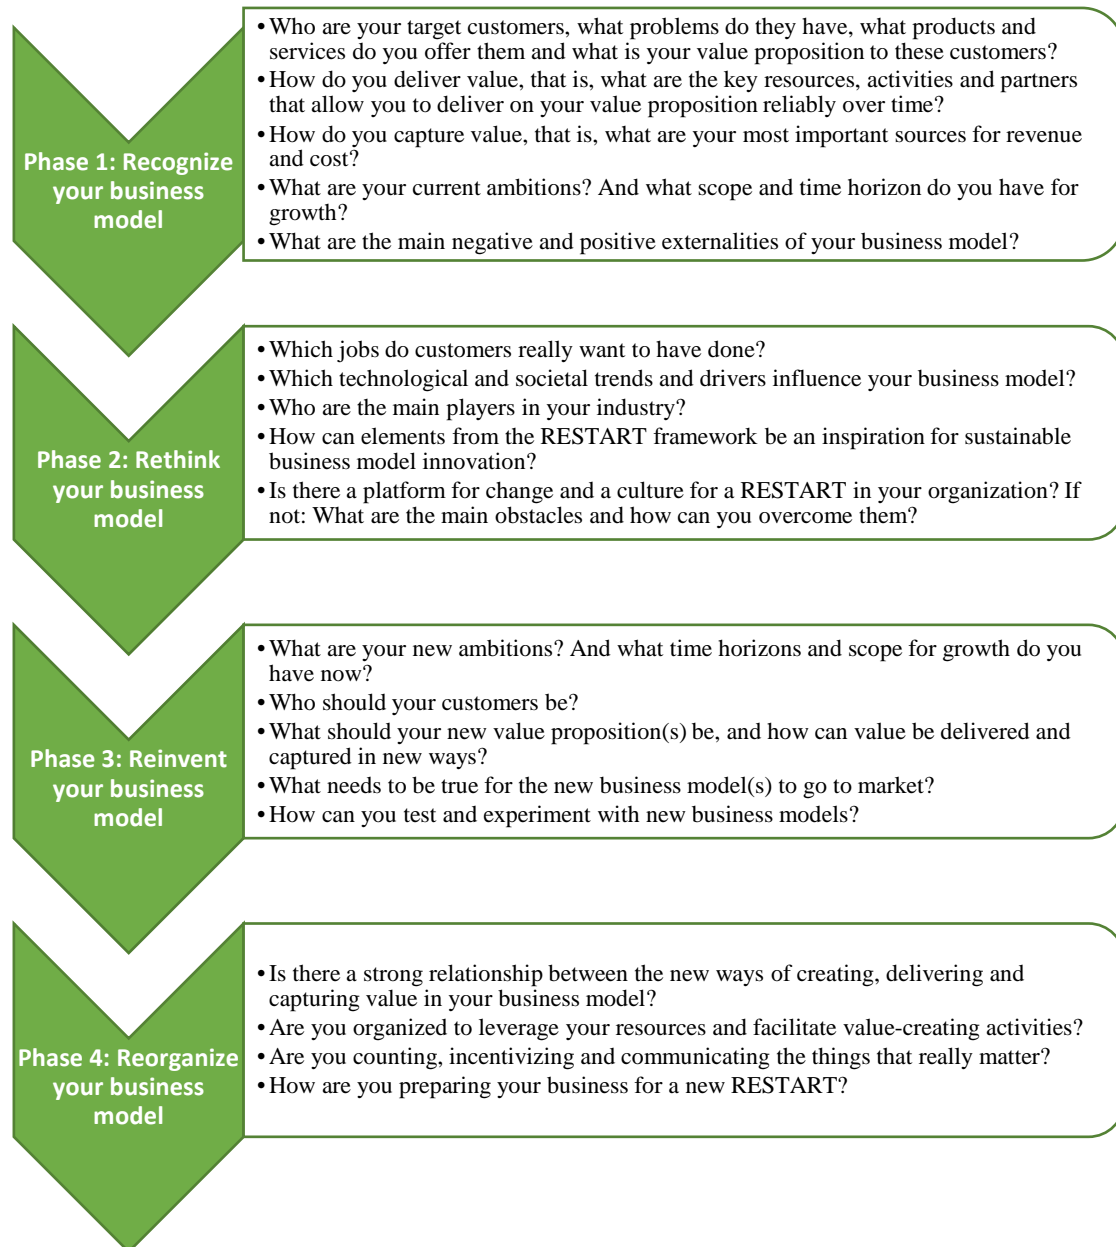 Phase 1: Recognize
your business
model
• Who are your target customers, what problems do they have, what products and
services do you offer them and what is your value proposition to these customers?
• How do you deliver value, that is, what are the key resources, activities and partners
that allow you to deliver on your value proposition reliably over time?
• How do you capture value, that is, what are your most important sources for revenue
and cost?
• What are your current ambitions? And what scope and time horizon do you have for
growth?
• What are the main negative and positive externalities of your business model?
Phase 2: Rethink
your business
model
• Which jobs do customers really want to have done?
• Which technological and societal trends and drivers influence your business model?
• Who are the main players in your industry?
• How can elements from the RESTART framework be an inspiration for sustainable
business model innovation?
• Is there a platform for change and a culture for a RESTART in your organization? If
not: What are the main obstacles and how can you overcome them?
Phase 3: Reinvent
your business
model
• What are your new ambitions? And what time horizons and scope for growth do you
have now?
• Who should your customers be?
• What should your new value proposition(s) be, and how can value be delivered and
captured in new ways?
• What needs to be true for the new business model(s) to go to market?
• How can you test and experiment with new business models?
Phase 4: Reorganize
your business
model
• Is there a strong relationship between the new ways of creating, delivering and
capturing value in your business model?
• Are you organized to leverage your resources and facilitate value-creating activities?
• Are you counting, incentivizing and communicating the things that really matter?
• How are you preparing your business for a new RESTART?